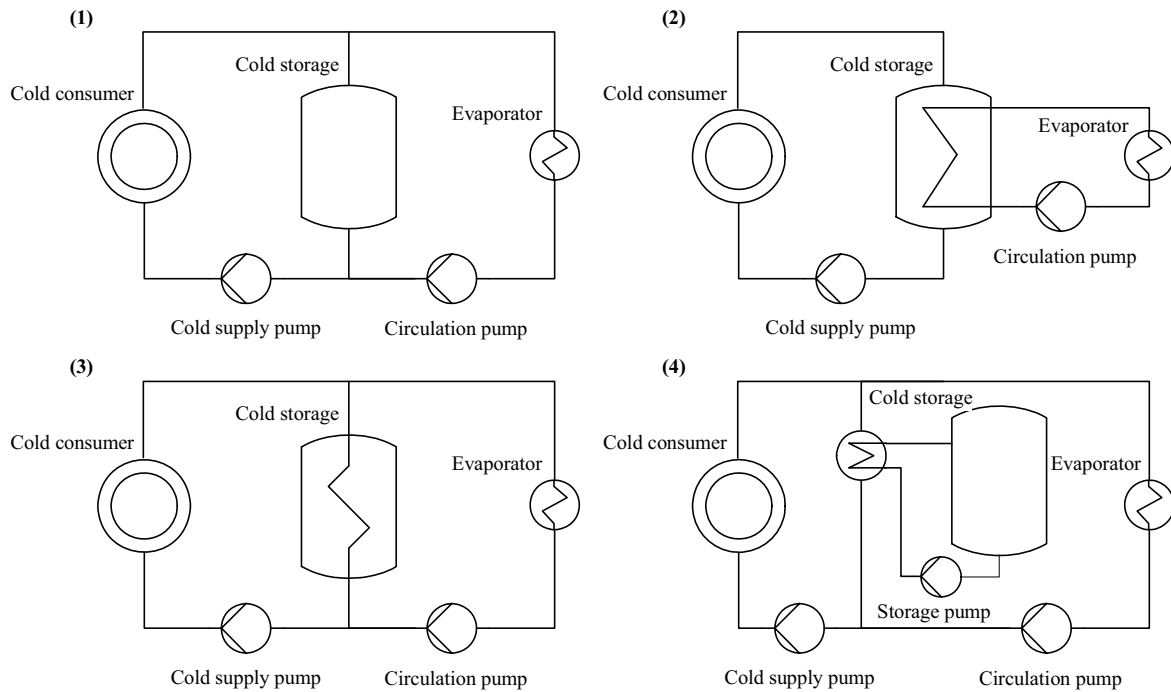 (1)
Cold storage
Cold consumer
Evaporator
Cold supply pump
Circulation pump
(2)
Cold storage
Cold consumer
Evaporator
Circulation pump
Cold supply pump
(3)
Cold storage
Cold consumer
Evaporator
Cold supply pump
Circulation pump
(4)
Cold storage
Cold consumer
Evaporator
Storage pump
Cold supply pump
Circulation pump